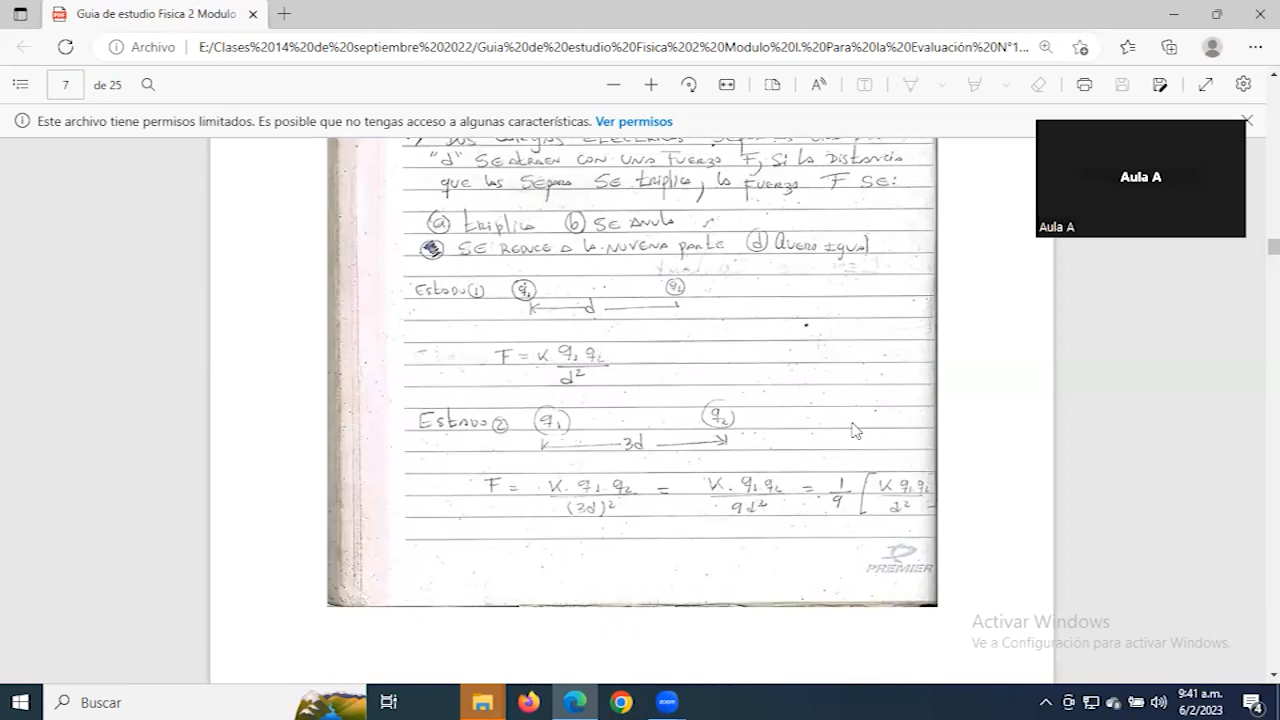 Guia de estudio Fisica 2 Modulo
Archivo E:/Clases%2014%20de%20septiembre%202022/Guia%20de%20estudio%20Fisica%202%20Modulo%20I.%20Para%20la%20Evaluación%20N°1...
7 de 25
Este archivo tiene permisos limitados. Es posible que no tengas acceso a algunas características. Ver permisos
Aula A
Aula A
"d" SE atraen con una Fuerza F, Si la Distancia
que las separa SE triplica, la fuerza F SE:
(a) triplica (b) SE anula
SE REDUCE a la novena parte (d) QUEDA igual
Estado (1) q1 q2
d
F = K q1 q2
d²
Estado (2) q1 q2
3d
F = K . q1 . q2 = K . q1 q2 = 1 [ K q1 q2
(3d)² 9d² 9 d²
PREMIER
Activar Windows
Ve a Configuración para activar Windows.
Buscar
9:41 a.m.
6/2/2023
4